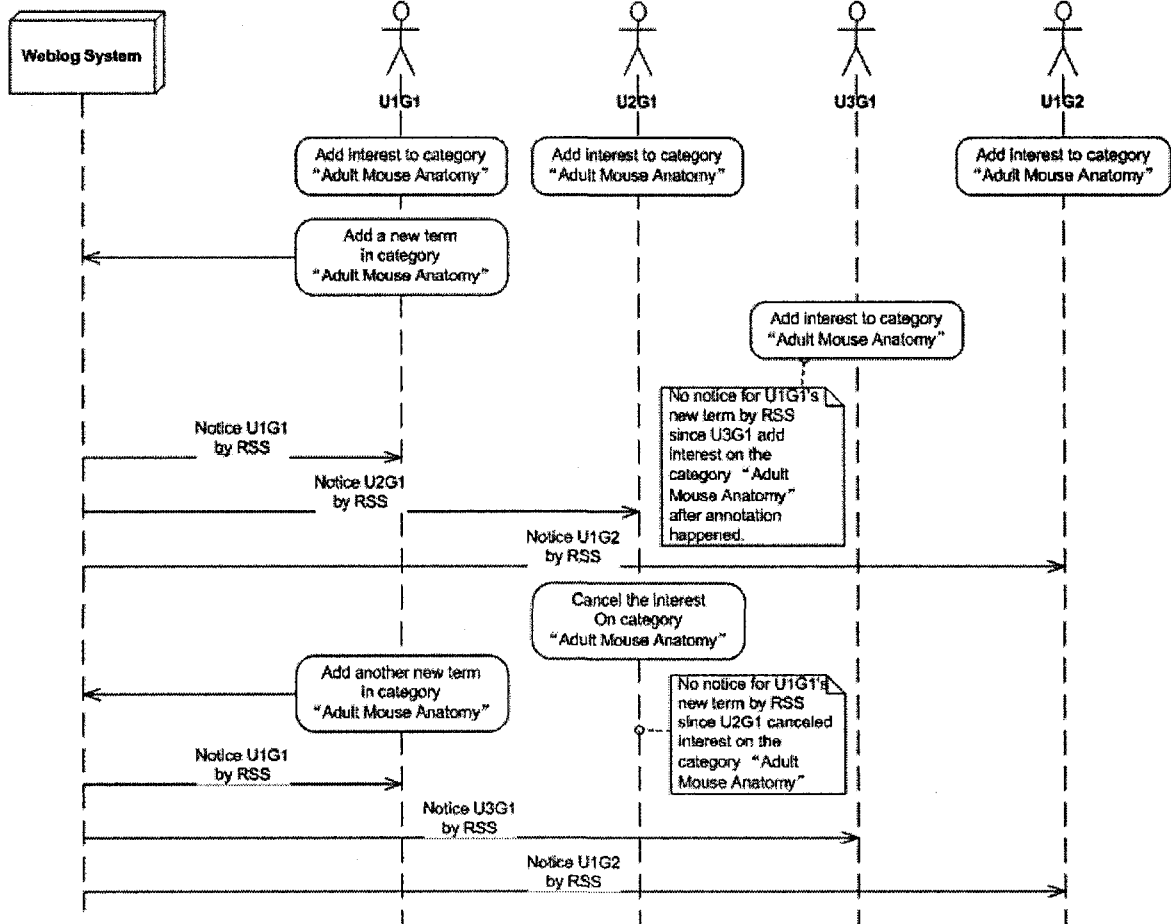 Weblog System
U1G1
U2G1
U3G1
U1G2
Add interest to category
“Adult Mouse Anatomy”
Add interest to category
“Adult Mouse Anatomy”
Add interest to category
“Adult Mouse Anatomy”
Add a new term
in category
“Adult Mouse Anatomy”
Add interest to category
“Adult Mouse Anatomy”
No notice for U1G1's
new term by RSS
since U3G1 add
interest on the
category “Adult
Mouse Anatomy”
after annotation
happened.
Notice U1G1
by RSS
Notice U2G1
by RSS
Notice U1G2
by RSS
Cancel the interest
On category
“Adult Mouse Anatomy”
Add another new term
in category
“Adult Mouse Anatomy”
No notice for U1G1's
new term by RSS
since U2G1 canceled
interest on the
category “Adult
Mouse Anatomy”
Notice U1G1
by RSS
Notice U3G1
by RSS
Notice U1G2
by RSS